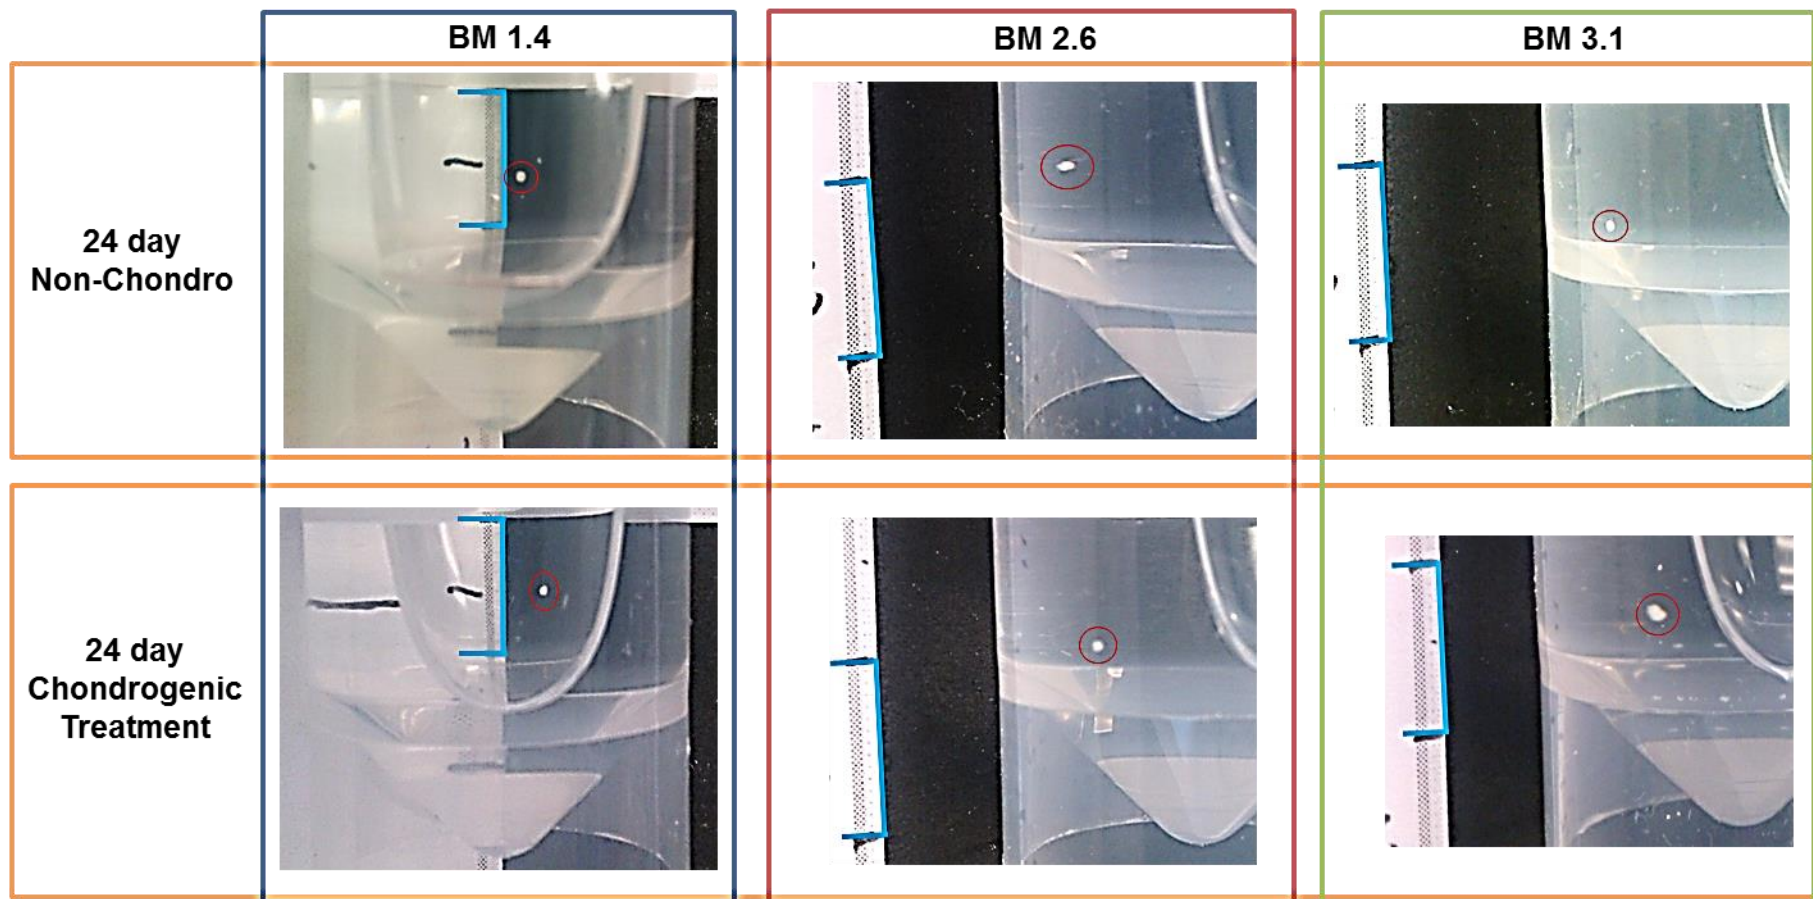 BM 1.4
BM 2.6
BM 3.1
24 day
Non-Chondro
24 day
Chondrogenic
Treatment